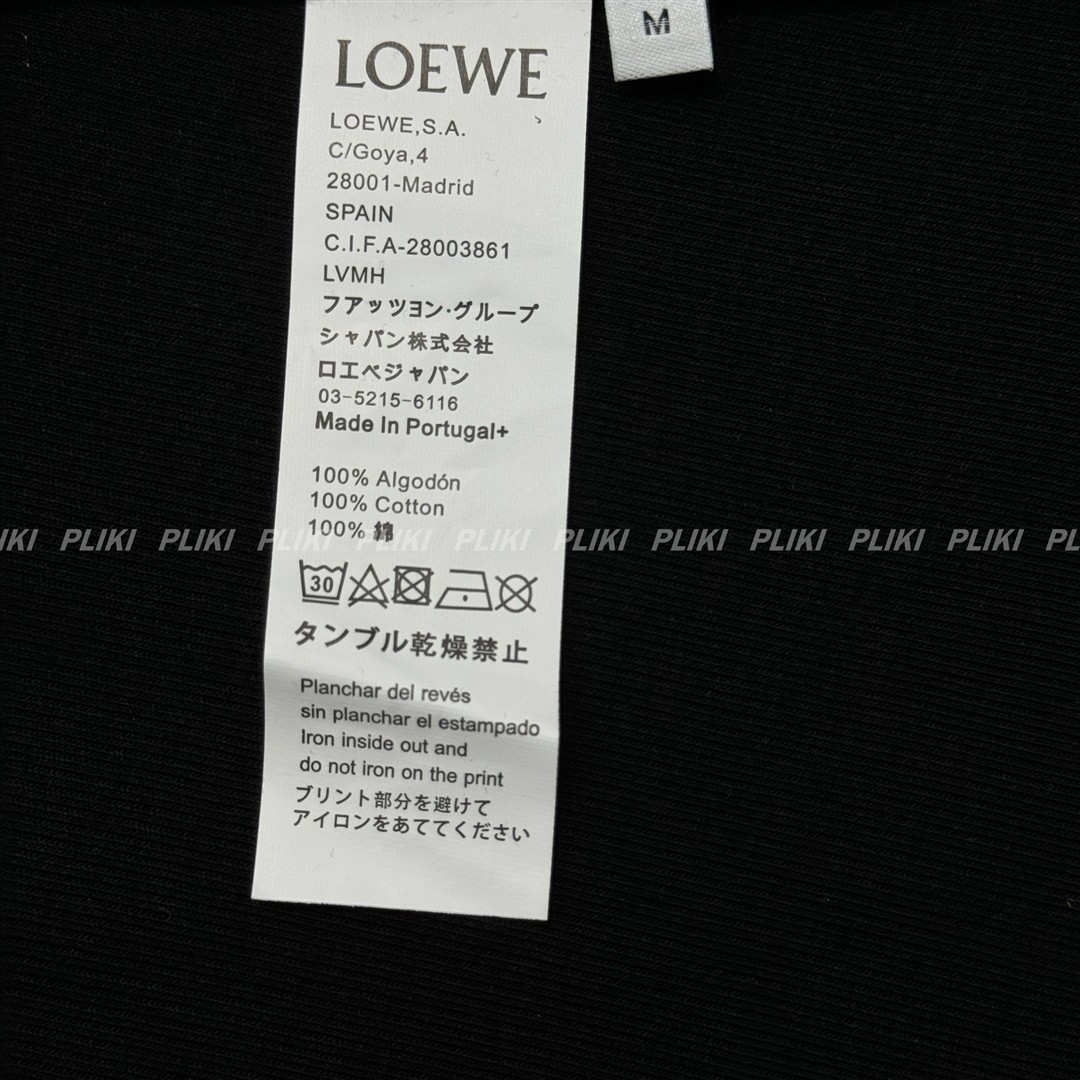 M
LOEWE
LOEWE,S.A.
C/Goya,4
28001-Madrid
SPAIN
C.I.F.A-28003861
LVMH
フアッツヨン·グループ
シャパン株式会社
ロエベジャパン
03-5215-6116
Made In Portugal+
100% Algodón
100% Cotton
100% 綿
PLIKI PLIKI PLIKI PLIKI PLIKI PLIKI PLIKI PLIKI PLIKI PLIKI
30
タンブル乾燥禁止
Planchar del revés
sin planchar el estampado
Iron inside out and
do not iron on the print
ブリント部分を避けて
アイロンをあててください